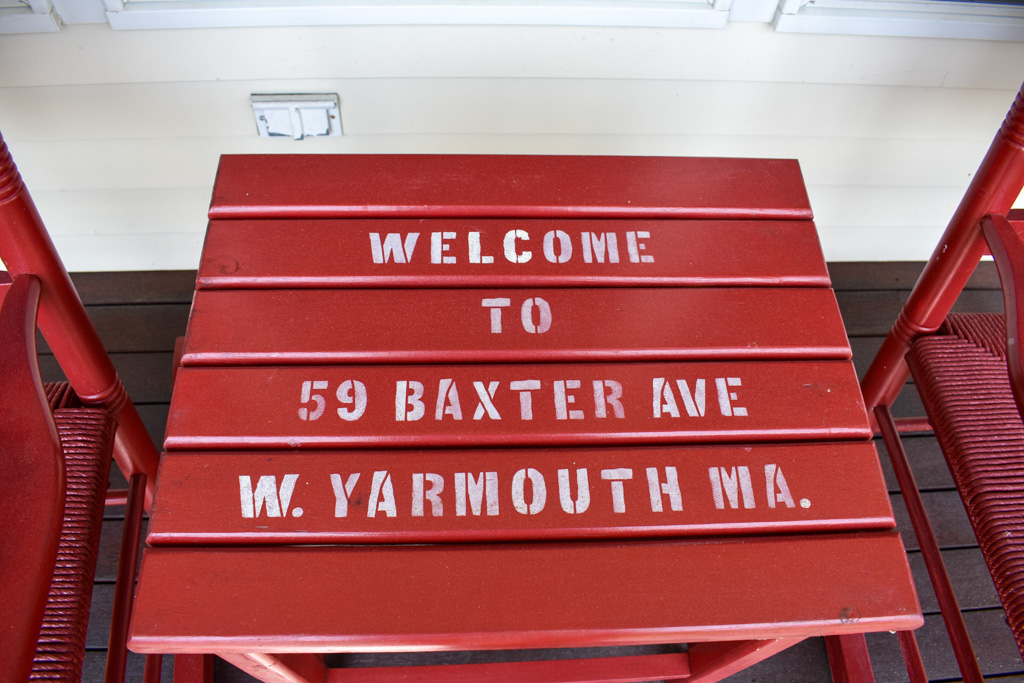 WELCOME
TO
59 BAXTER AVE
W. YARMOUTH MA.